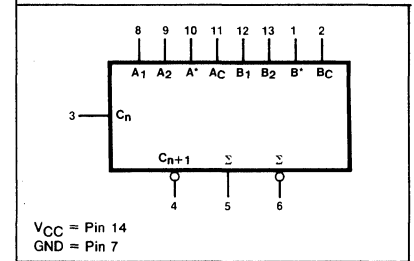 8 9 10 11 12 13 1 2
A1 A2 A* AC B1 B2 B* BC
3 Cn
Cn+1 Σ Σ
4 5 6
VCC = Pin 14
GND = Pin 7